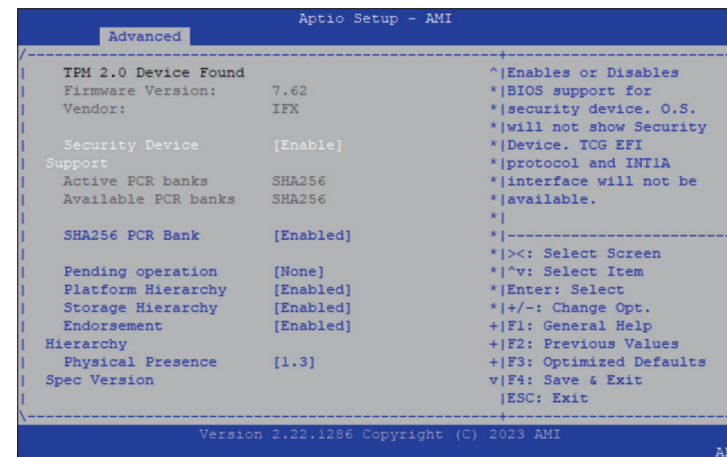 Aptio Setup - AMI
Advanced
/----------------------------------------------------+------------------------
| TPM 2.0 Device Found ^|Enables or Disables
| Firmware Version: 7.62 *|BIOS support for
| Vendor: IFX *|security device. O.S.
| *|will not show Security
| Security Device [Enable] *|Device. TCG EFI
| Support *|protocol and INT1A
| Active PCR banks SHA256 *|interface will not be
| Available PCR banks SHA256 *|available.
| *|
| SHA256 PCR Bank [Enabled] *|------------------------
| *|><: Select Screen
| Pending operation [None] *|^v: Select Item
| Platform Hierarchy [Enabled] *|Enter: Select
| Storage Hierarchy [Enabled] *|+/-: Change Opt.
| Endorsement [Enabled] +|F1: General Help
| Hierarchy +|F2: Previous Values
| Physical Presence [1.3] +|F3: Optimized Defaults
| Spec Version v|F4: Save & Exit
| |ESC: Exit
\----------------------------------------------------+------------------------
Version 2.22.1286 Copyright (C) 2023 AMI